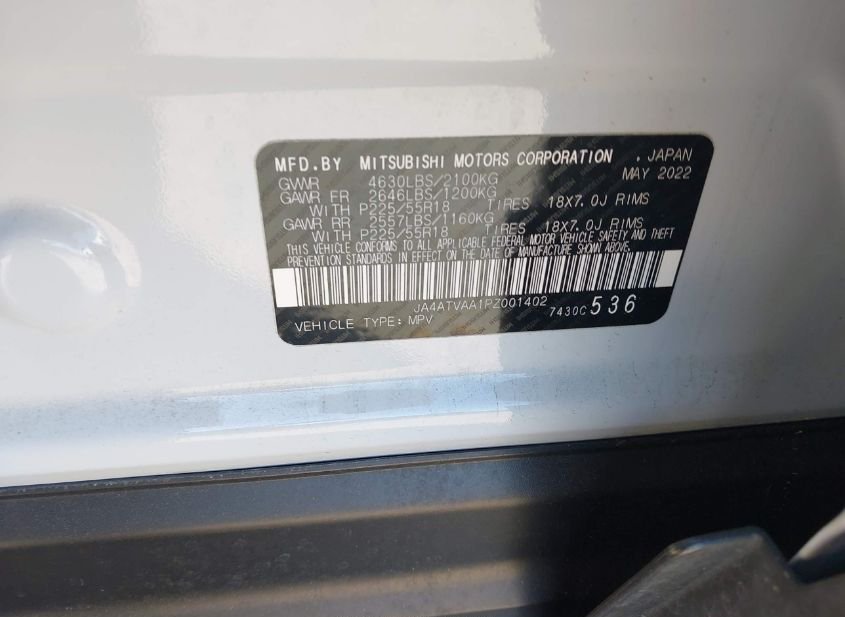 MFD.BY MITSUBISHI MOTORS CORPORATION . JAPAN
GVWR 4630LBS/2100KG MAY 2022
GAWR FR 2646LBS/1200KG
WITH P225/55R18 TIRES 18X7.0J RIMS
GAWR RR 2557LBS/1160KG
WITH P225/55R18 TIRES 18X7.0J RIMS
THIS VEHICLE CONFORMS TO ALL APPLICABLE FEDERAL MOTOR VEHICLE SAFETY AND THEFT
PREVENTION STANDARDS IN EFFECT ON THE DATE OF MANUFACTURE SHOWN ABOVE.
JA4ATVAA1PZ001402
VEHICLE TYPE: MPV 7430C 536